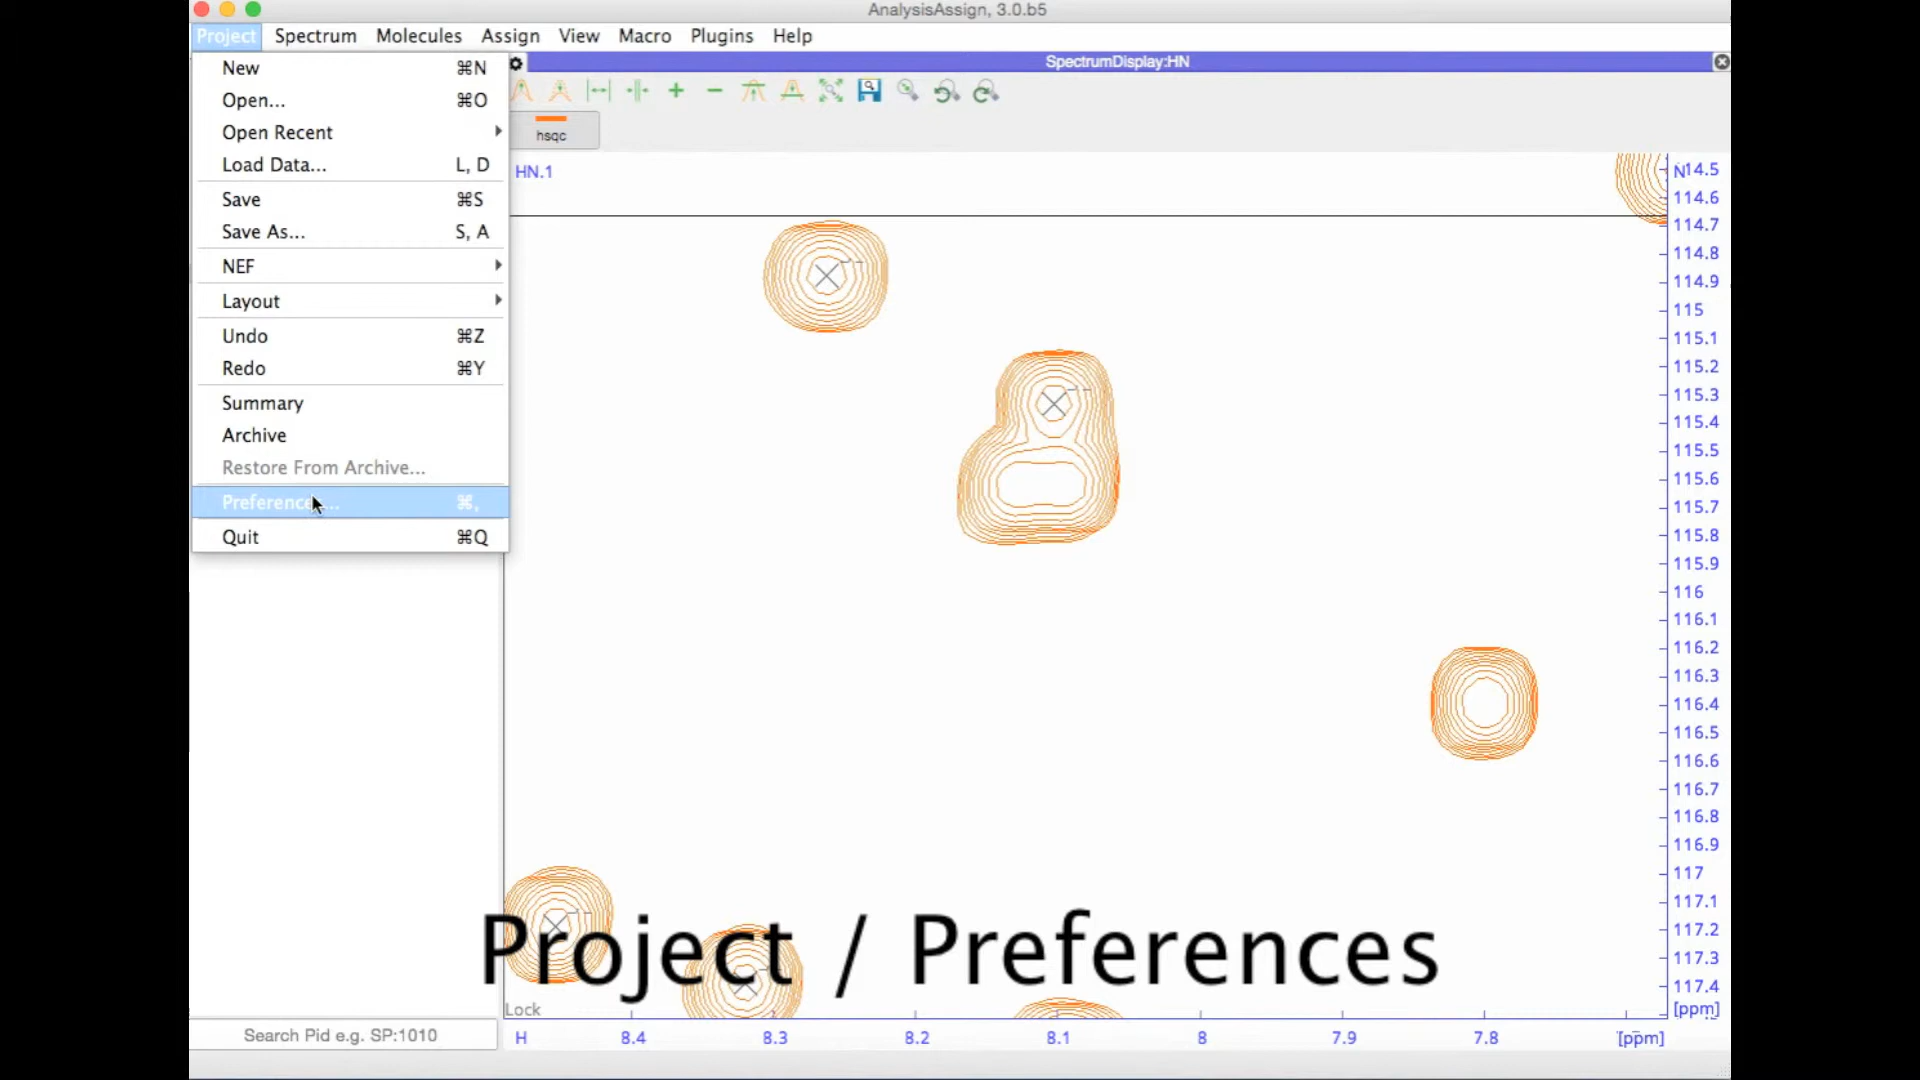 AnalysisAssign, 3.0.b5
Project Spectrum Molecules Assign View Macro Plugins Help
SpectrumDisplay:HN
New ⌘N
Open... ⌘O
Open Recent
Load Data... L, D
Save ⌘S
Save As... S, A
NEF
Layout
Undo ⌘Z
Redo ⌘Y
Summary
Archive
Restore From Archive...
Preferences... ⌘,
Quit ⌘Q
hsqc
HN.1
N
114.5
114.6
114.7
114.8
114.9
115
115.1
115.2
115.3
115.4
115.5
115.6
115.7
115.8
115.9
116
116.1
116.2
116.3
116.4
116.5
116.6
116.7
116.8
116.9
117
117.1
117.2
117.3
117.4
[ppm]
Project / Preferences
Lock
Search Pid e.g. SP:1010
H 8.4 8.3 8.2 8.1 8 7.9 7.8 [ppm]